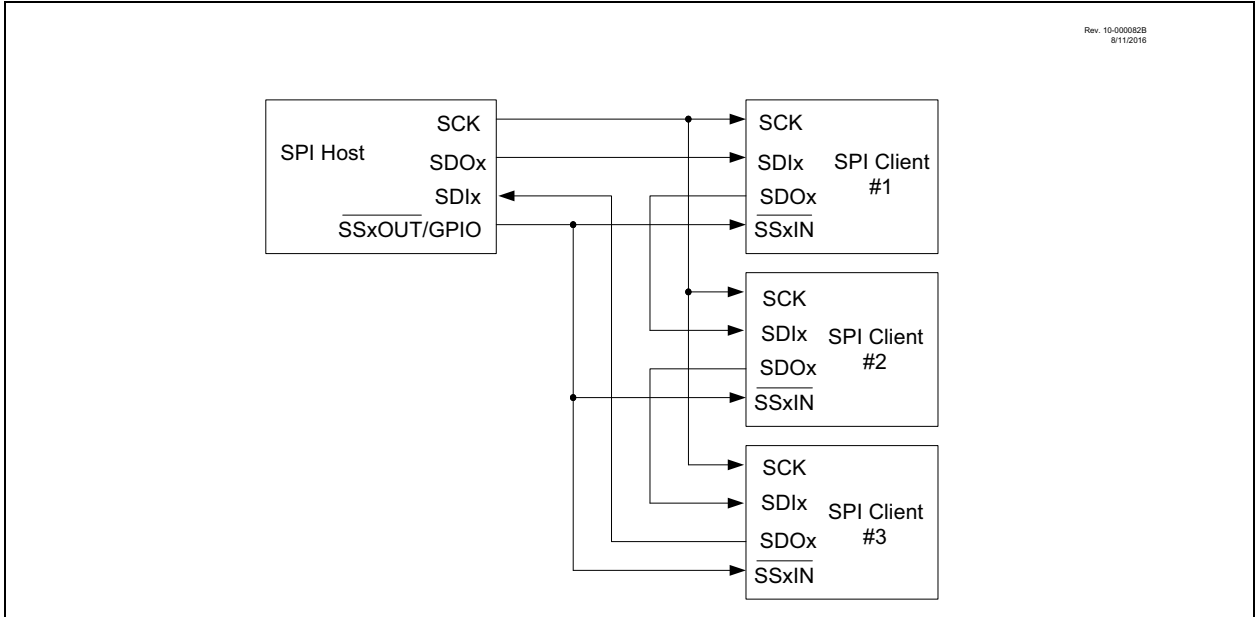 Rev. 10-000082B
8/11/2016
SPI Host
SCK
SDOx
SDIx
SSxOUT/GPIO
SCK
SDIx
SDOx
SSxIN
SPI Client
#1
SCK
SDIx
SDOx
SSxIN
SPI Client
#2
SCK
SDIx
SDOx
SSxIN
SPI Client
#3